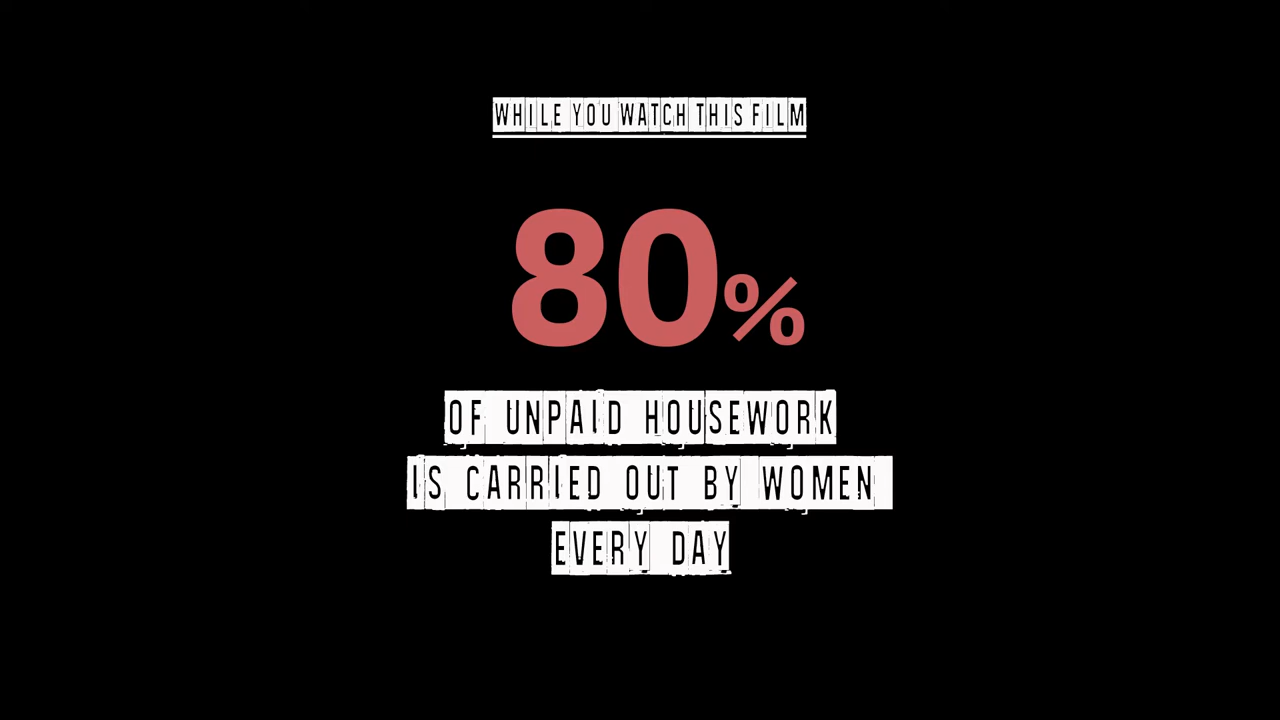 WHILE YOU WATCH THIS FILM
80%
OF UNPAID HOUSEWORK
IS CARRIED OUT BY WOMEN
EVERY DAY